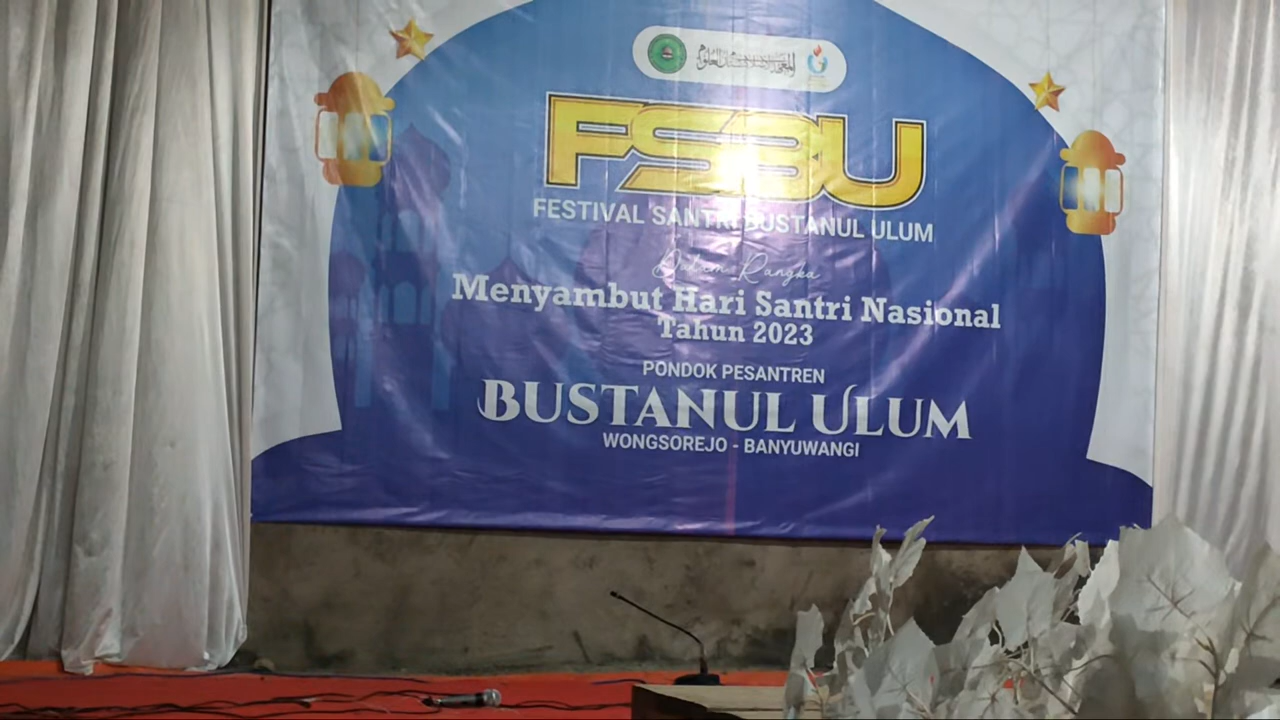 FSBU
FESTIVAL SANTRI BUSTANUL ULUM
Dalam Rangka
Menyambut Hari Santri Nasional
Tahun 2023
PONDOK PESANTREN
BUSTANUL ULUM
WONGSOREJO - BANYUWANGI